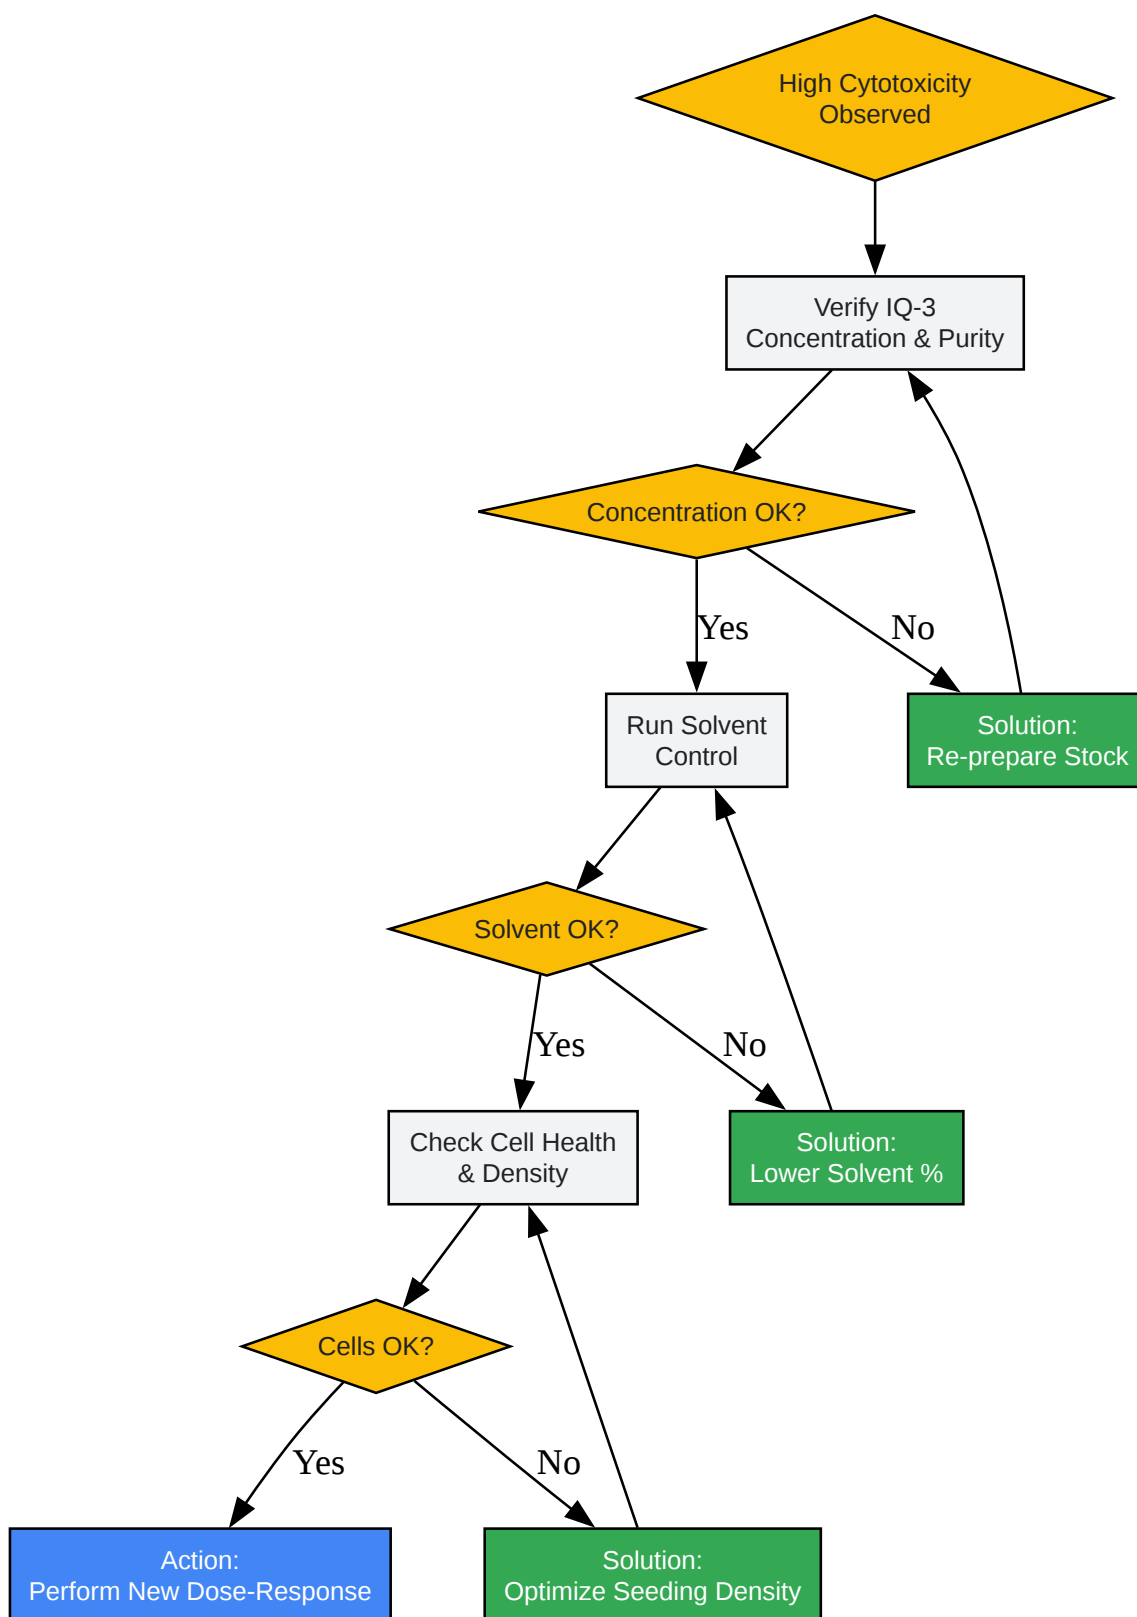 High Cytotoxicity
Observed
Verify IQ-3
Concentration & Purity
Concentration OK?
Yes
No
Run Solvent
Control
Solution:
Re-prepare Stock
Solvent OK?
Yes
No
Check Cell Health
& Density
Solution:
Lower Solvent %
Cells OK?
Yes
No
Action:
Perform New Dose-Response
Solution:
Optimize Seeding Density